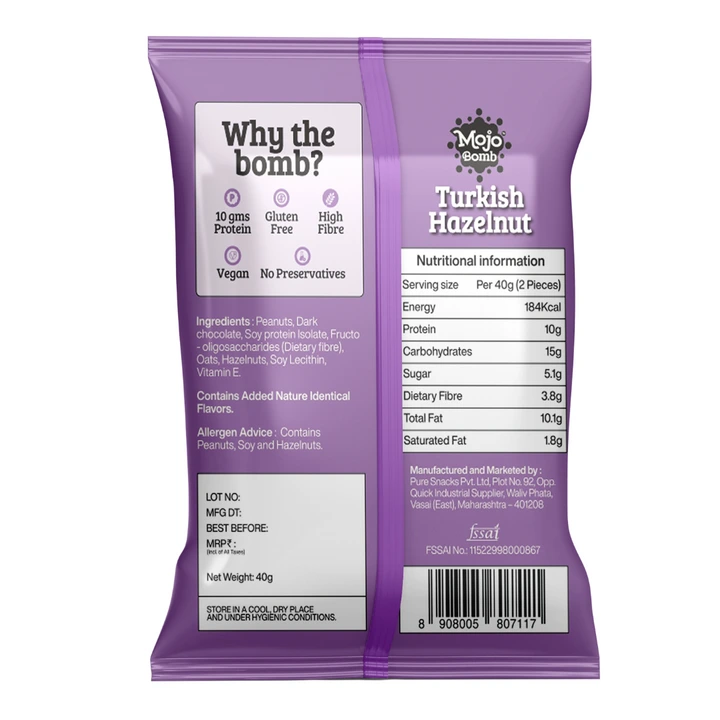 Why the
bomb?
10 gms
Protein
Gluten
Free
High
Fibre
Vegan
No Preservatives
Ingredients : Peanuts, Dark
chocolate, Soy protein Isolate, Fructo
- oligosaccharides (Dietary fibre),
Oats, Hazelnuts, Soy Lecithin,
Vitamin E.
Contains Added Nature Identical
Flavors.
Allergen Advice : Contains
Peanuts, Soy and Hazelnuts.
LOT NO:
MFG DT:
BEST BEFORE:
MRP₹ :
(Incl. of All Taxes)
Net Weight: 40g
STORE IN A COOL, DRY PLACE
AND UNDER HYGIENIC CONDITIONS.
Mojo
Bomb
Turkish
Hazelnut
Nutritional information
Serving size Per 40g (2 Pieces)
Energy 184Kcal
Protein 10g
Carbohydrates 15g
Sugar 5.1g
Dietary Fibre 3.8g
Total Fat 10.1g
Saturated Fat 1.8g
Manufactured and Marketed by :
Pure Snacks Pvt. Ltd, Plot No. 92, Opp.
Quick Industrial Supplier, Waliv Phata,
Vasai (East), Maharashtra - 401208
fssai
FSSAI No.: 11522998000867
8 908005 807117